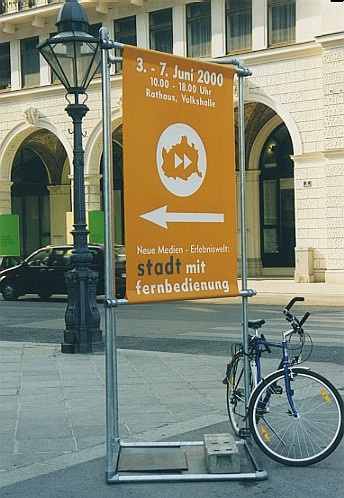 3. - 7. Juni 2000
10.00 - 18.00 Uhr
Rathaus, Volkshalle
Neue Medien - Erlebniswelt:
stadt mit
fernbedienung